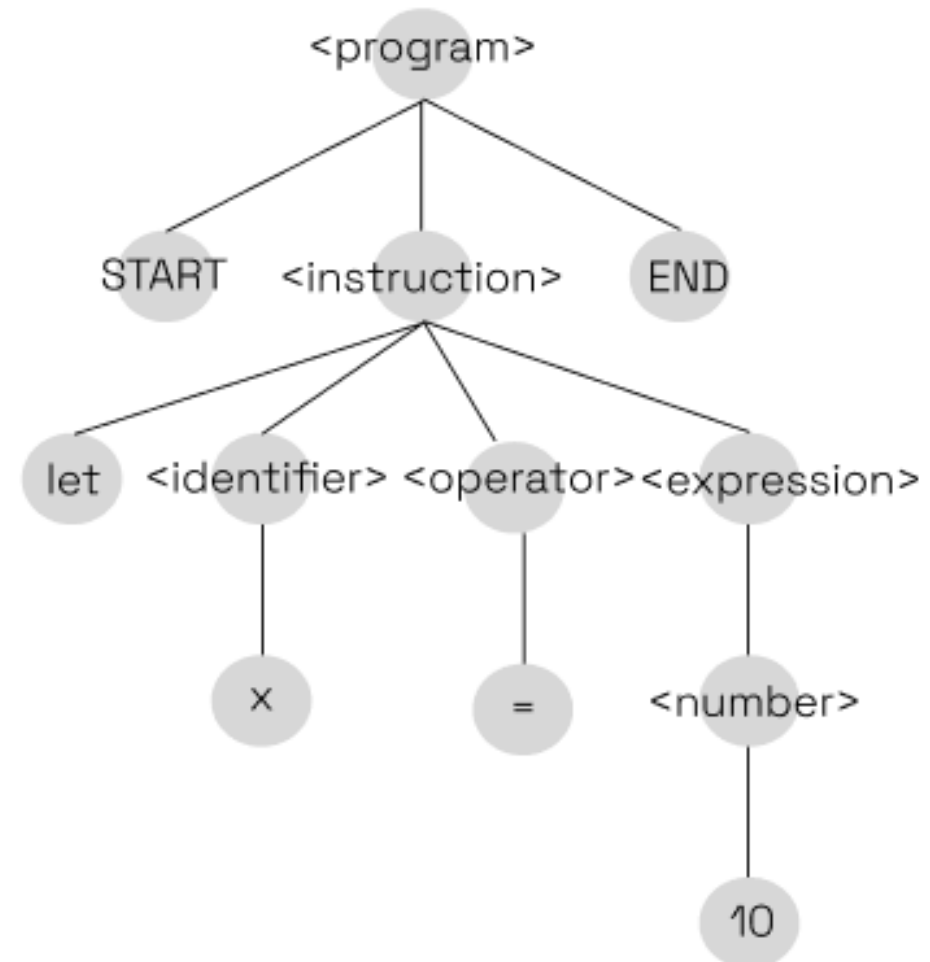 <program>
START <instruction> END
let <identifier> <operator> <expression>
x = <number>
10